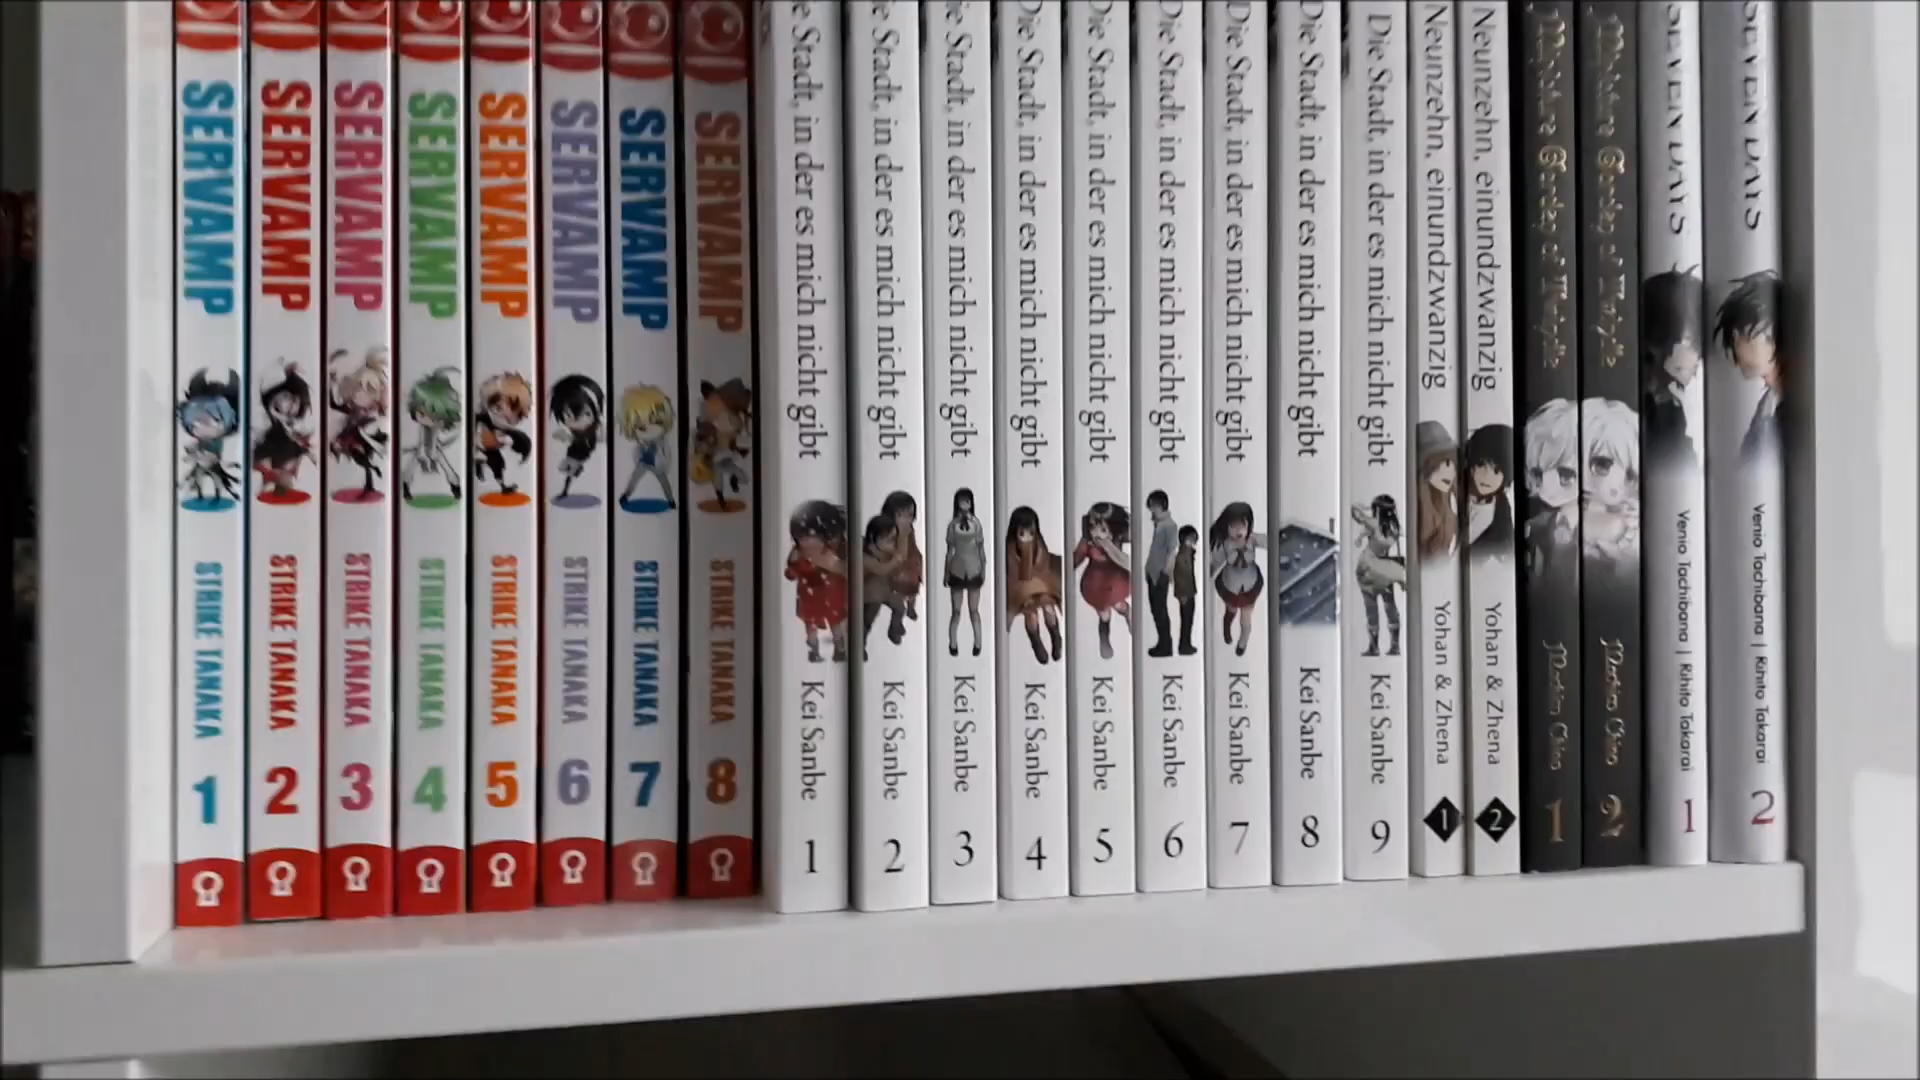 SERVAMP STRIKE TANAKA 1
SERVAMP STRIKE TANAKA 2
SERVAMP STRIKE TANAKA 3
SERVAMP STRIKE TANAKA 4
SERVAMP STRIKE TANAKA 5
SERVAMP STRIKE TANAKA 6
SERVAMP STRIKE TANAKA 7
SERVAMP STRIKE TANAKA 8
e Stadt, in der es mich nicht gibt Kei Sanbe 1
e Stadt, in der es mich nicht gibt Kei Sanbe 2
ie Stadt, in der es mich nicht gibt Kei Sanbe 3
Die Stadt, in der es mich nicht gibt Kei Sanbe 4
Die Stadt, in der es mich nicht gibt Kei Sanbe 5
Die Stadt, in der es mich nicht gibt Kei Sanbe 6
Die Stadt, in der es mich nicht gibt Kei Sanbe 7
Die Stadt, in der es mich nicht gibt Kei Sanbe 8
Die Stadt, in der es mich nicht gibt Kei Sanbe 9
Neunzehn, einundzwanzig Yohan & Zhena 1
Neunzehn, einundzwanzig Yohan & Zhena 2
1
2
SEVEN DAYS Venio Tachibana | Rihito Takarai 1
SEVEN DAYS Venio Tachibana | Rihito Takarai 2